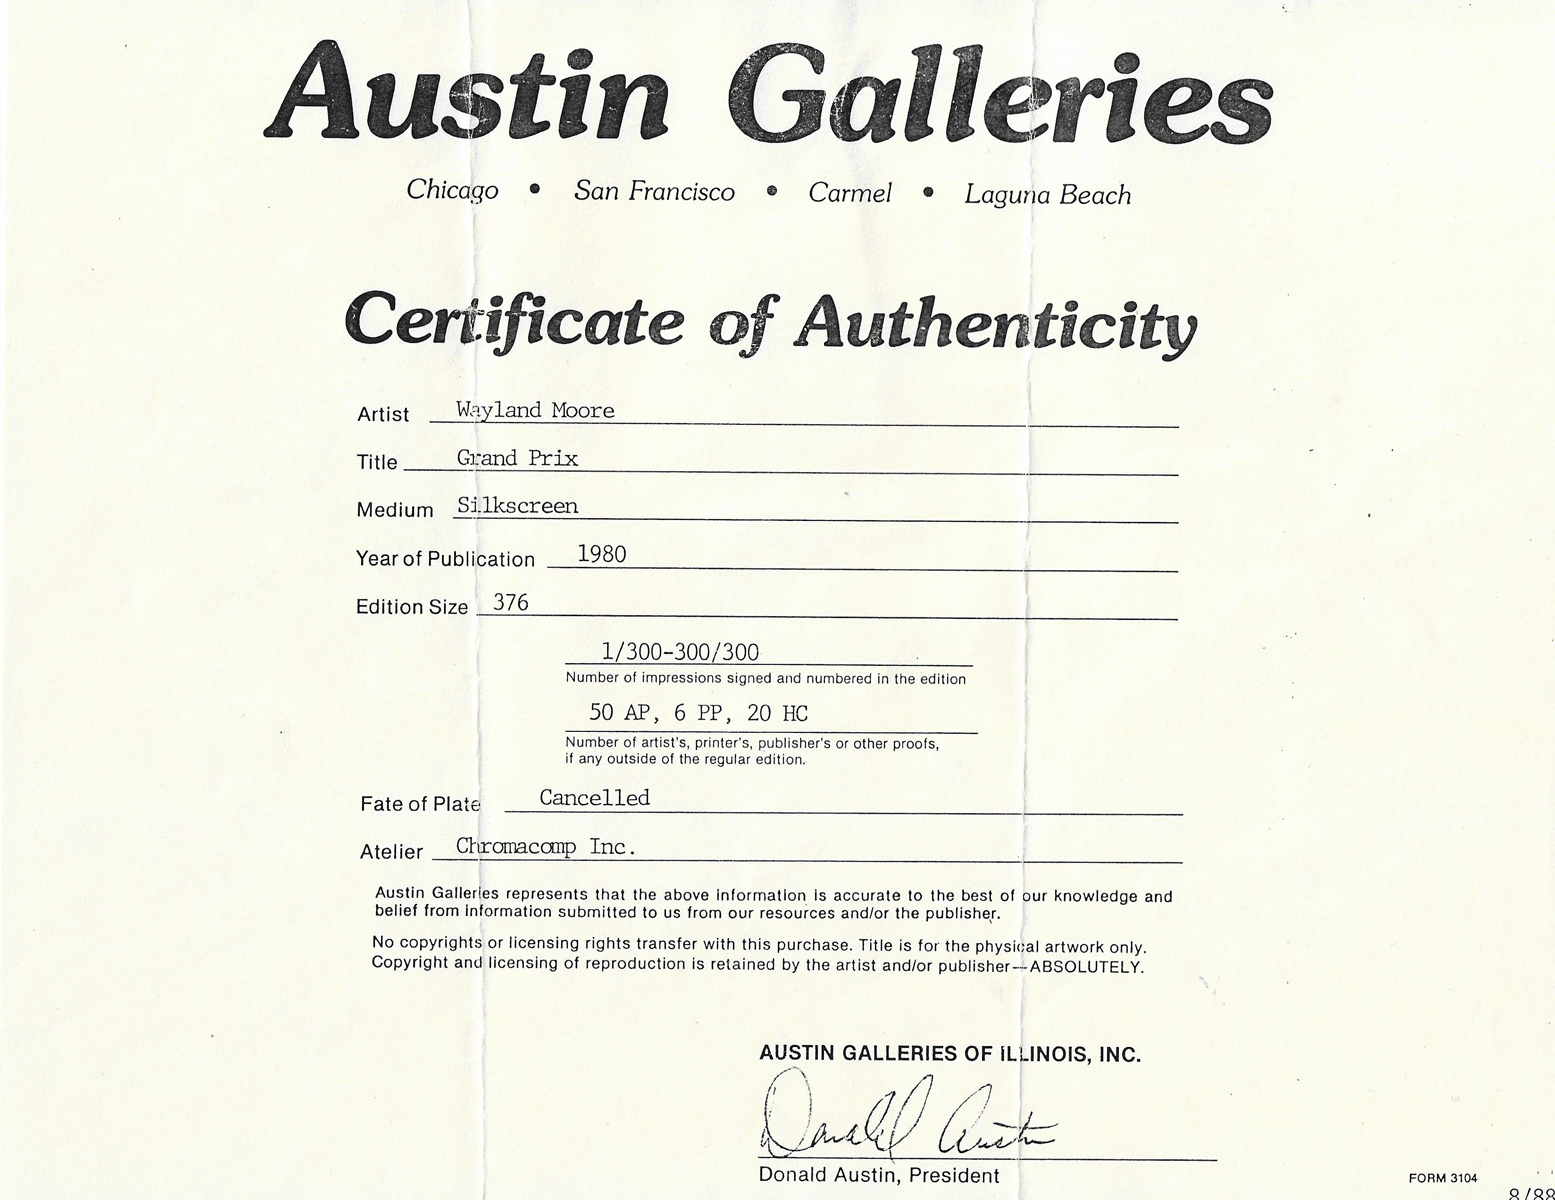 Austin Galleries
Chicago • San Francisco • Carmel • Laguna Beach
Certificate of Authenticity
Artist Wayland Moore
Title Grand Prix
Medium Silkscreen
Year of Publication 1980
Edition Size 376
1/300-300/300
Number of impressions signed and numbered in the edition
50 AP, 6 PP, 20 HC
Number of artist's, printer's, publisher's or other proofs,
if any outside of the regular edition.
Fate of Plate Cancelled
Atelier Chromacomp Inc.
Austin Galleries represents that the above information is accurate to the best of our knowledge and
belief from information submitted to us from our resources and/or the publisher.
No copyrights or licensing rights transfer with this purchase. Title is for the physical artwork only.
Copyright and licensing of reproduction is retained by the artist and/or publisher—ABSOLUTELY.
AUSTIN GALLERIES OF ILLINOIS, INC.
Donald Austin
Donald Austin, President
FORM 3104
8/88